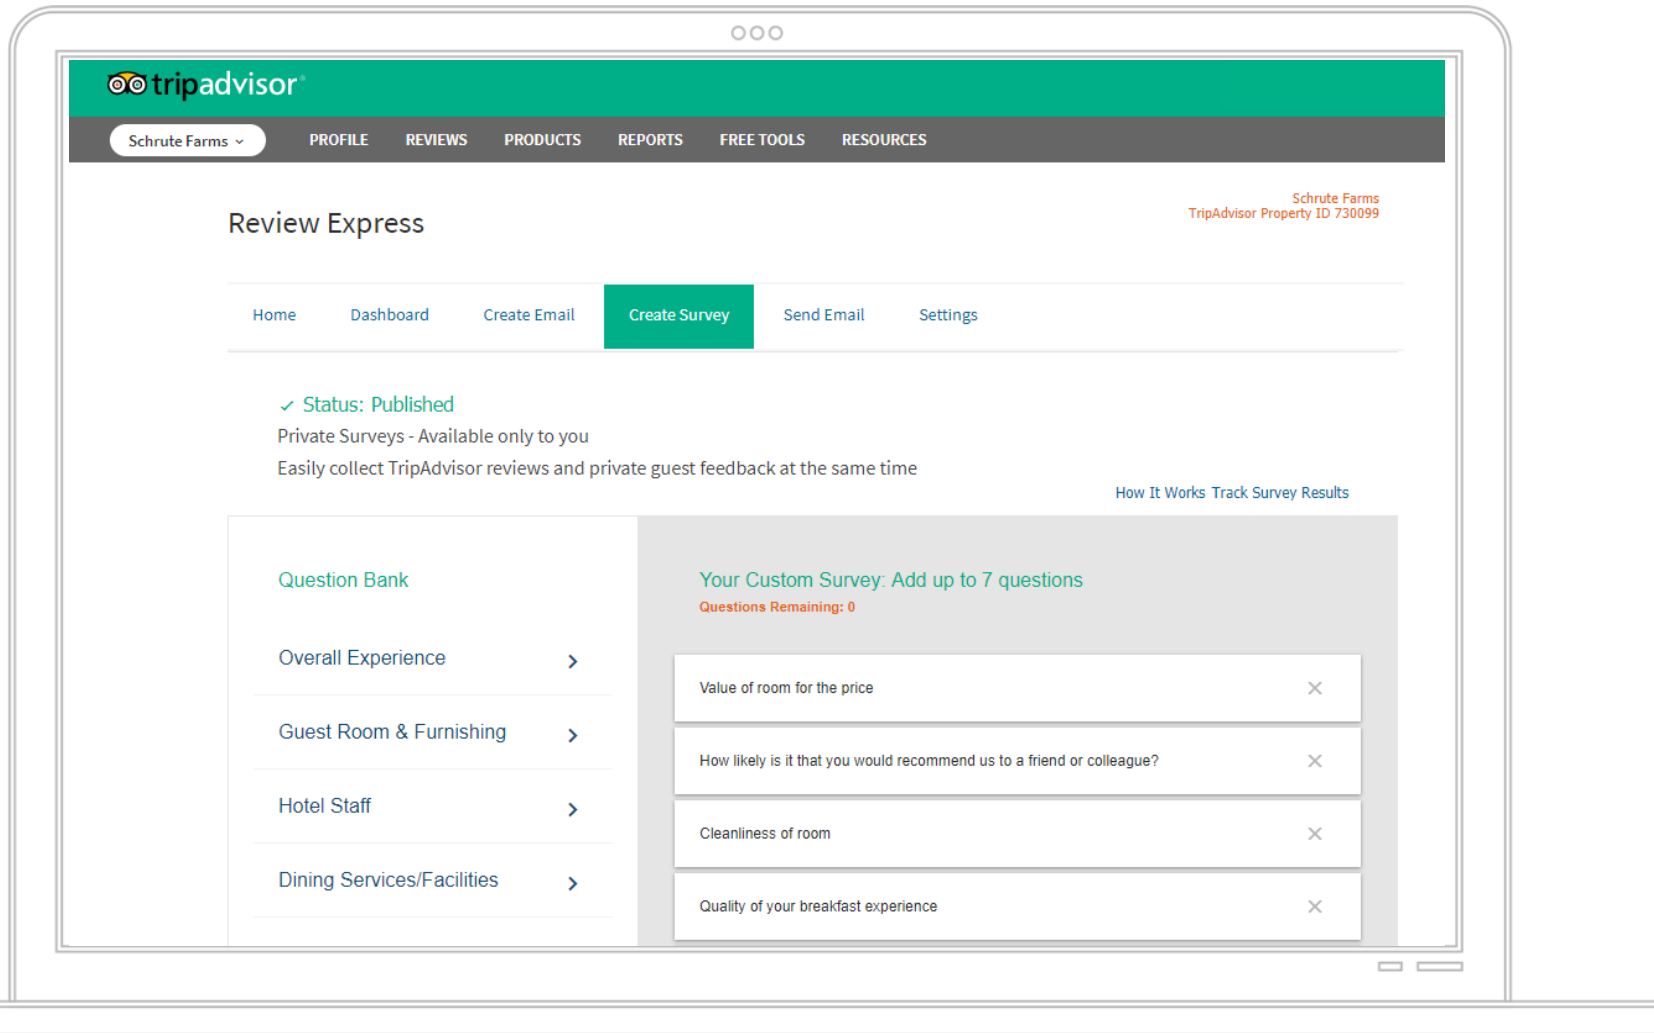 tripadvisor
Schrute Farms PROFILE REVIEWS PRODUCTS REPORTS FREE TOOLS RESOURCES
Schrute Farms
TripAdvisor Property ID 730099
Review Express
Home Dashboard Create Email Create Survey Send Email Settings
Status: Published
Private Surveys - Available only to you
Easily collect TripAdvisor reviews and private guest feedback at the same time
How It Works Track Survey Results
Question Bank
Overall Experience
Guest Room & Furnishing
Hotel Staff
Dining Services/Facilities
Your Custom Survey: Add up to 7 questions
Questions Remaining: 0
Value of room for the price
How likely is it that you would recommend us to a friend or colleague?
Cleanliness of room
Quality of your breakfast experience